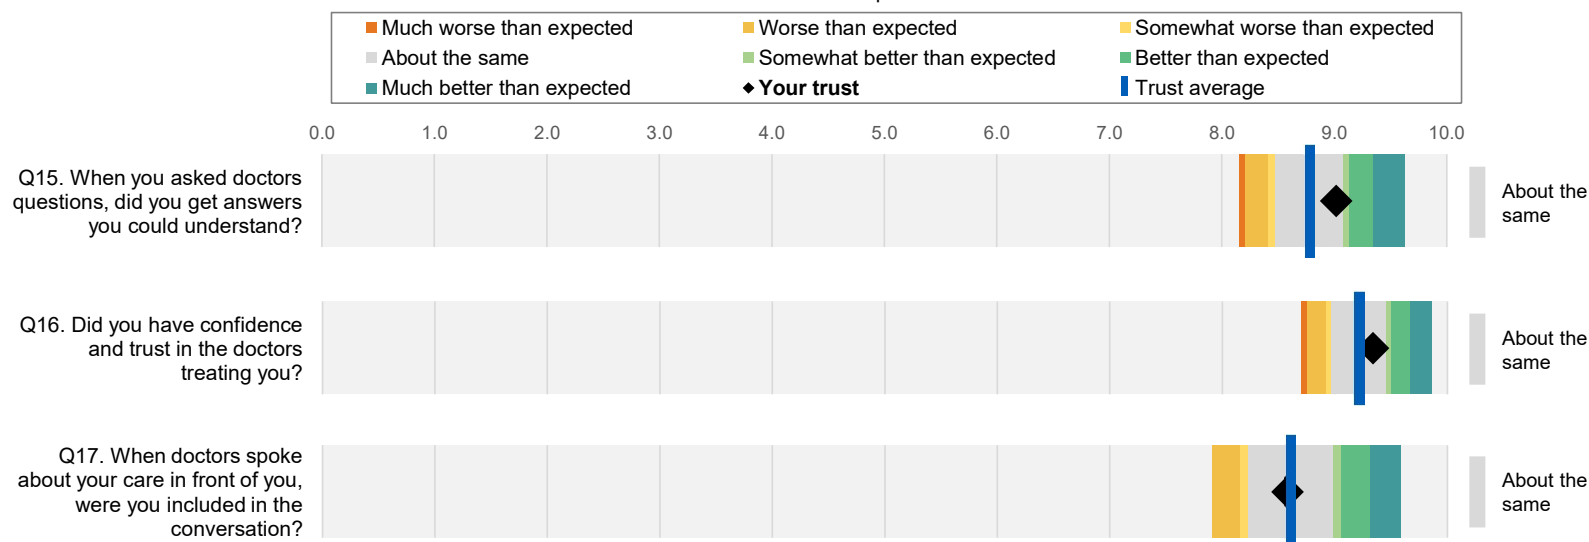 Much worse than expected
Worse than expected
Somewhat worse than expected
About the same
Somewhat better than expected
Better than expected
Much better than expected
Your trust
Trust average
0.0 1.0 2.0 3.0 4.0 5.0 6.0 7.0 8.0 9.0 10.0
Q15. When you asked doctors
questions, did you get answers
you could understand?
About the
same
Q16. Did you have confidence
and trust in the doctors
treating you?
About the
same
Q17. When doctors spoke
about your care in front of you,
were you included in the
conversation?
About the
same